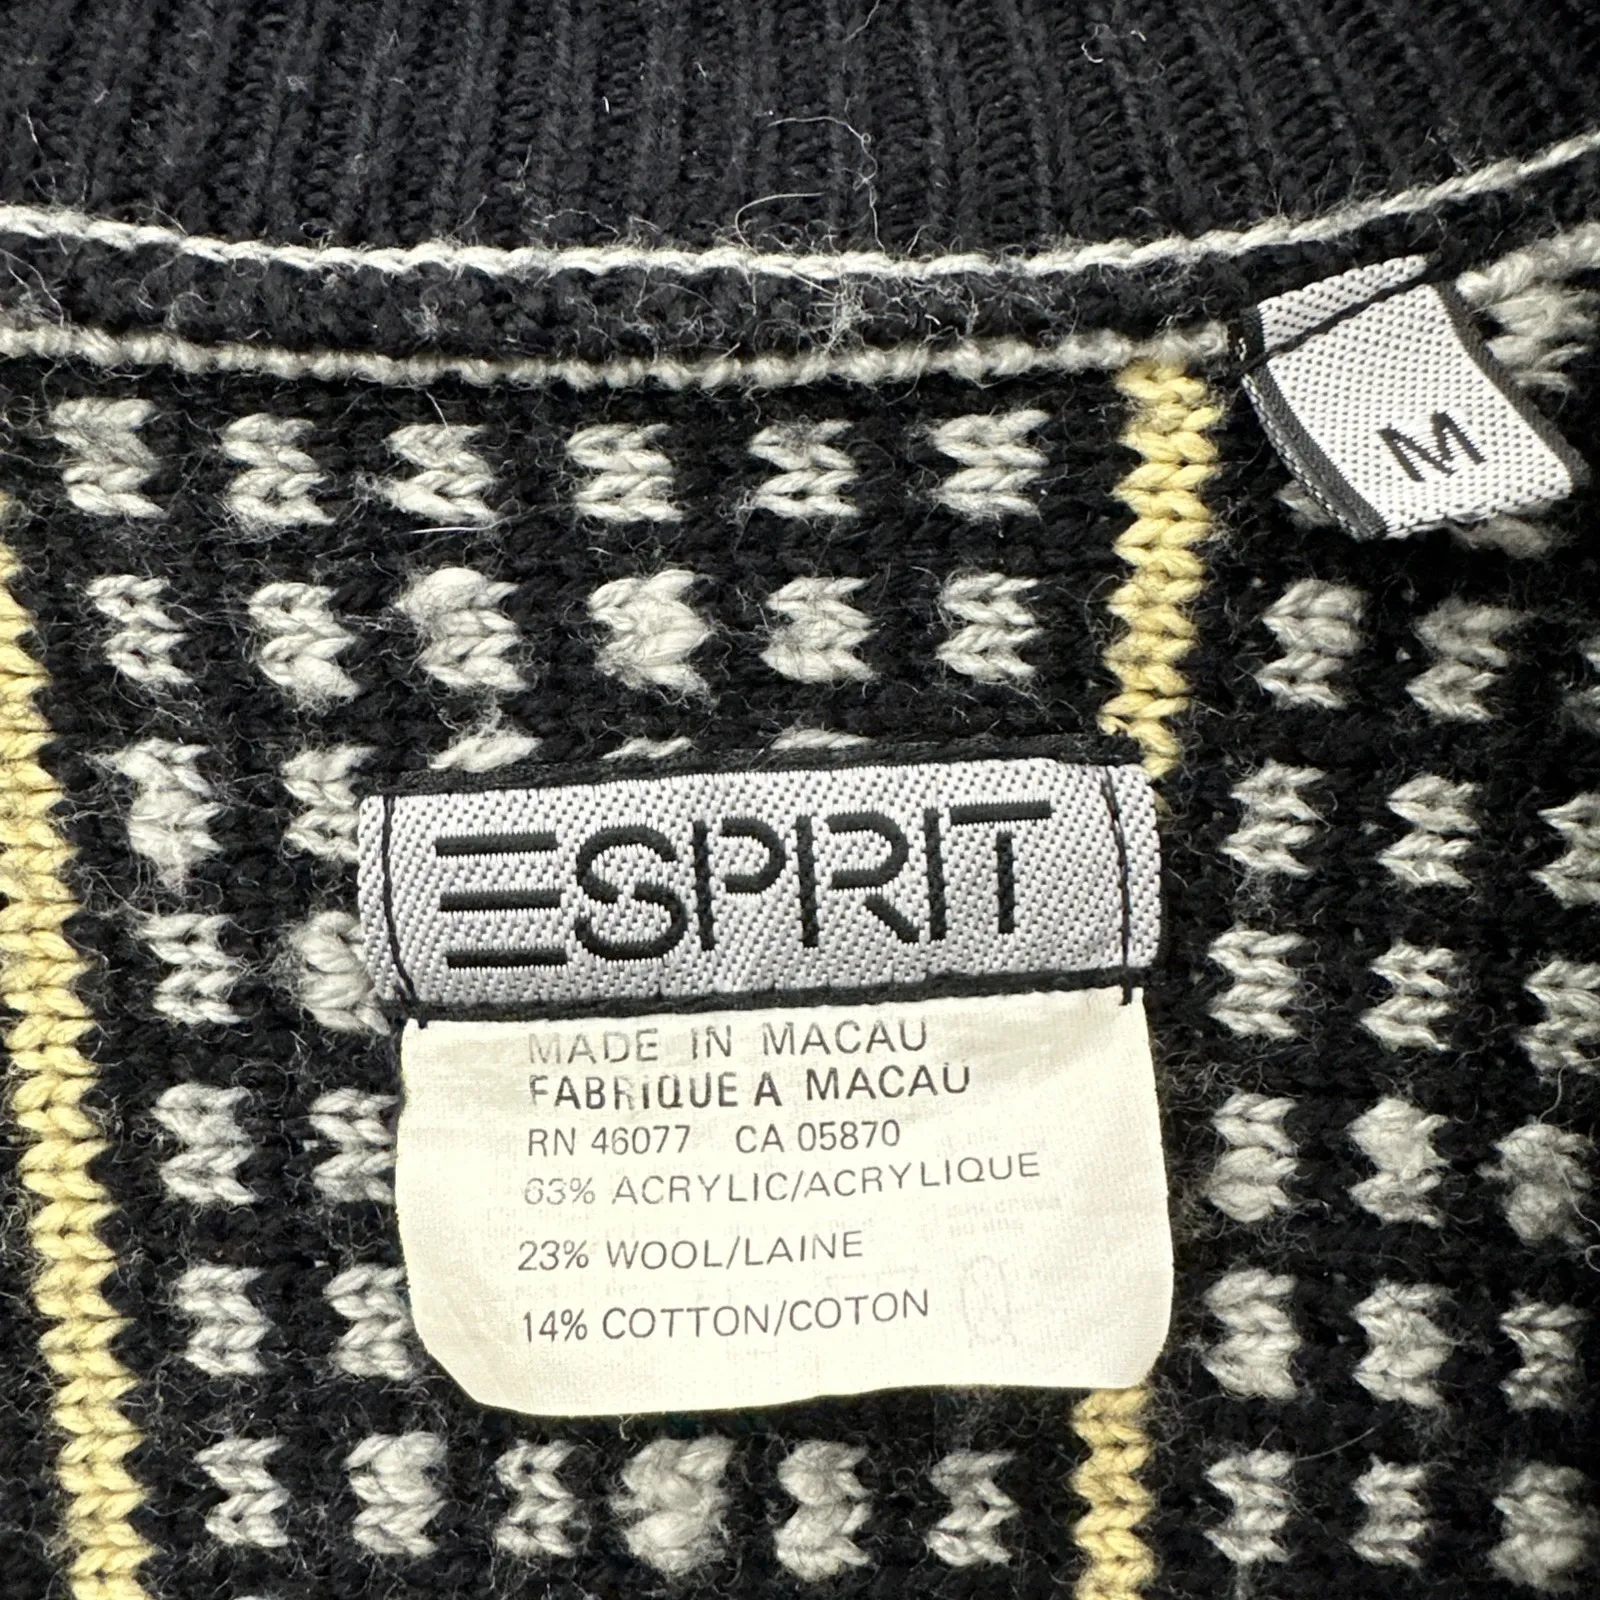 M
ESPRIT
MADE IN MACAU
FABRIQUE A MACAU
RN 46077 CA 05870
63% ACRYLIC/ACRYLIQUE
23% WOOL/LAINE
14% COTTON/COTON